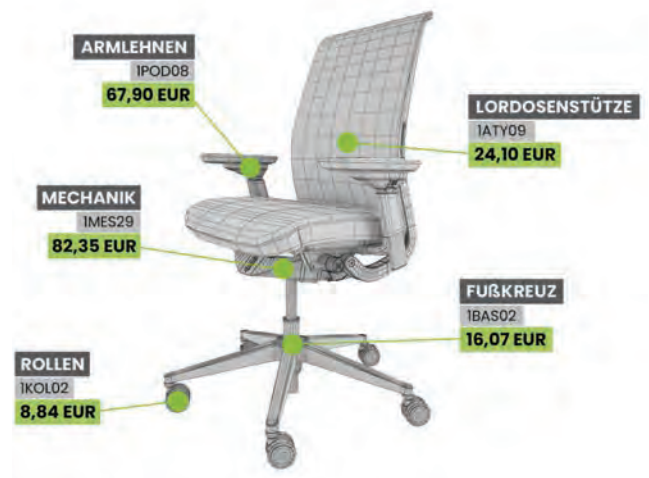 ARMLEHNEN
1POD08
67,90 EUR
LORDOSENSTÜTZE
1ATY09
24,10 EUR
MECHANIK
1MES29
82,35 EUR
FUßKREUZ
1BAS02
16,07 EUR
ROLLEN
1KOL02
8,84 EUR